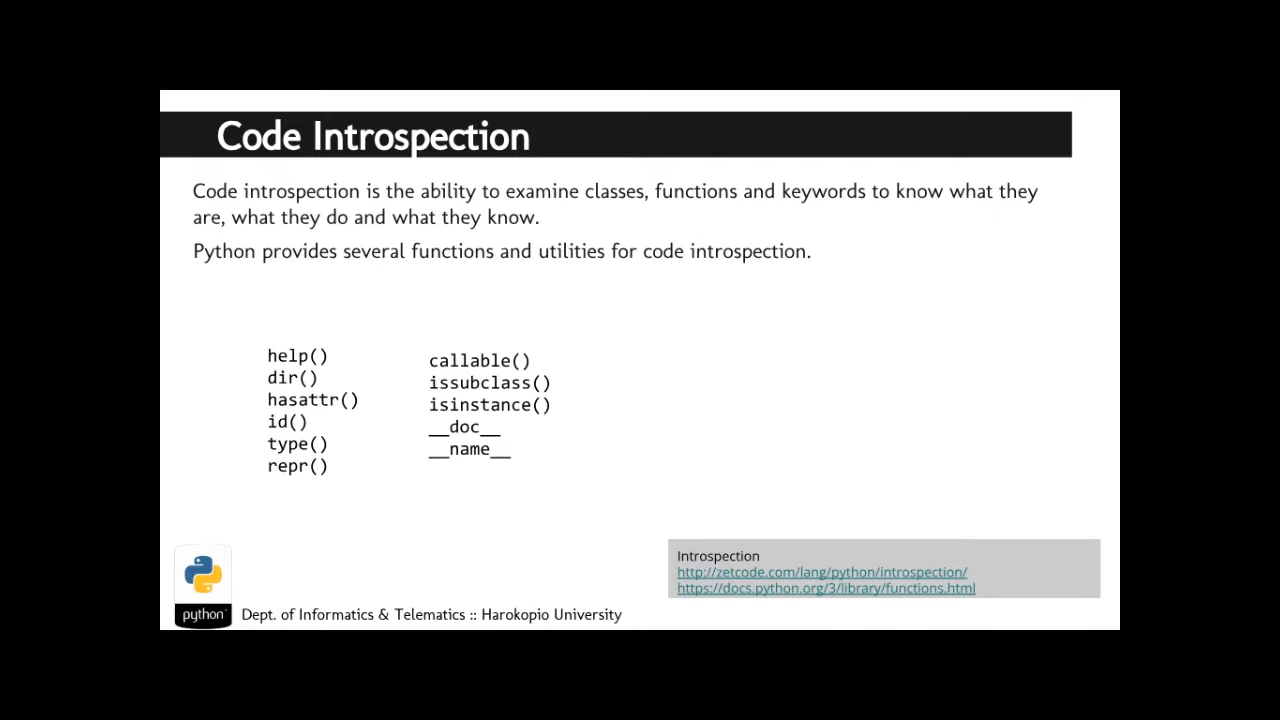 Code Introspection
Code introspection is the ability to examine classes, functions and keywords to know what they
are, what they do and what they know.
Python provides several functions and utilities for code introspection.
help()
dir()
hasattr()
id()
type()
repr()
callable()
issubclass()
isinstance()
__doc__
__name__
Introspection
http://zetcode.com/lang/python/introspection/
https://docs.python.org/3/library/functions.html
python
Dept. of Informatics & Telematics :: Harokopio University